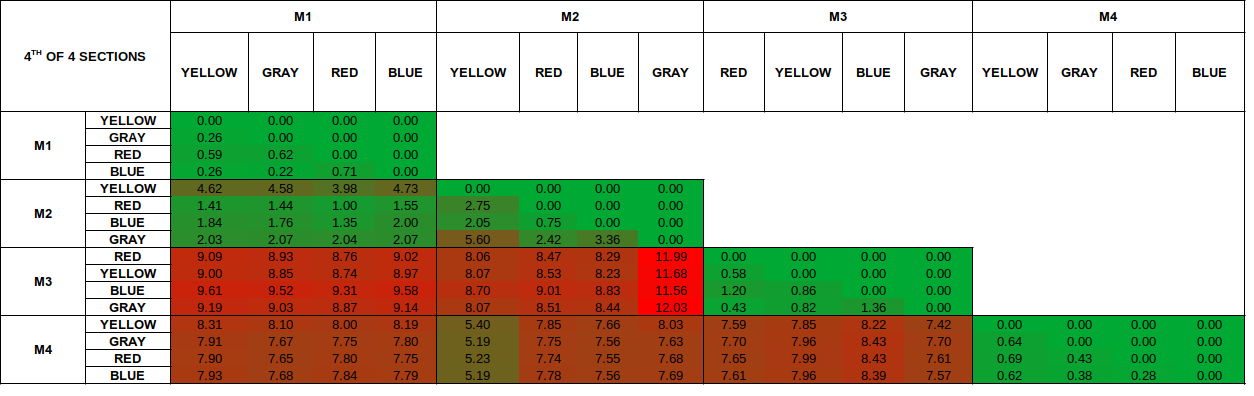 M1 M2 M3 M4
4TH OF 4 SECTIONS
YELLOW GRAY RED BLUE YELLOW RED BLUE GRAY RED YELLOW BLUE GRAY YELLOW GRAY RED BLUE
M1 YELLOW 0.00 0.00 0.00 0.00
GRAY 0.26 0.00 0.00 0.00
RED 0.59 0.62 0.00 0.00
BLUE 0.26 0.22 0.71 0.00
M2 YELLOW 4.62 4.58 3.98 4.73 0.00 0.00 0.00 0.00
RED 1.41 1.44 1.00 1.55 2.75 0.00 0.00 0.00
BLUE 1.84 1.76 1.35 2.00 2.05 0.75 0.00 0.00
GRAY 2.03 2.07 2.04 2.07 5.60 2.42 3.36 0.00
M3 RED 9.09 8.93 8.76 9.02 8.06 8.47 8.29 11.99 0.00 0.00 0.00 0.00
YELLOW 9.00 8.85 8.74 8.97 8.07 8.53 8.23 11.68 0.58 0.00 0.00 0.00
BLUE 9.61 9.52 9.31 9.58 8.70 9.01 8.83 11.56 1.20 0.86 0.00 0.00
GRAY 9.19 9.03 8.87 9.14 8.07 8.51 8.44 12.03 0.43 0.82 1.36 0.00
M4 YELLOW 8.31 8.10 8.00 8.19 5.40 7.85 7.66 8.03 7.59 7.85 8.22 7.42 0.00 0.00 0.00 0.00
GRAY 7.91 7.67 7.75 7.80 5.19 7.75 7.56 7.63 7.70 7.96 8.43 7.70 0.64 0.00 0.00 0.00
RED 7.90 7.65 7.80 7.75 5.23 7.74 7.55 7.68 7.65 7.99 8.43 7.61 0.69 0.43 0.00 0.00
BLUE 7.93 7.68 7.84 7.79 5.19 7.78 7.56 7.69 7.61 7.96 8.39 7.57 0.62 0.38 0.28 0.00